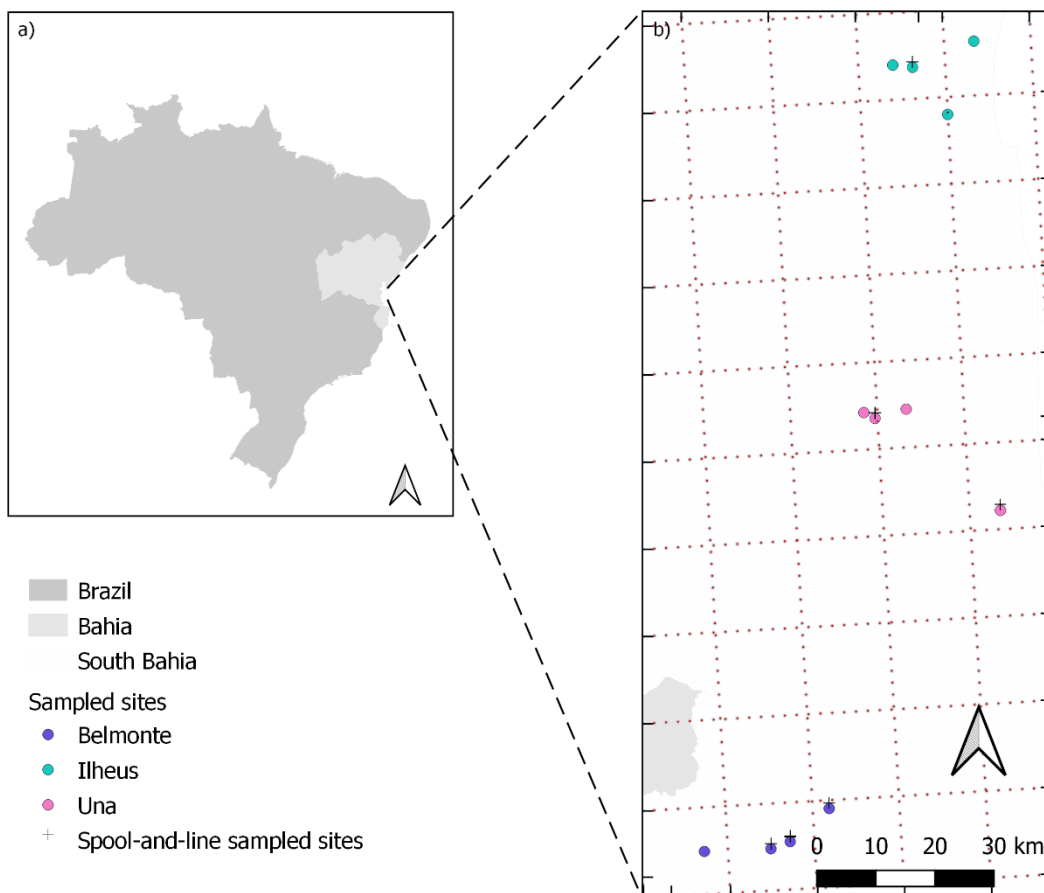 a)
b)
Brazil
Bahia
South Bahia
Sampled sites
Belmonte
Ilheus
Una
Spool-and-line sampled sites
0 10 20 30 km